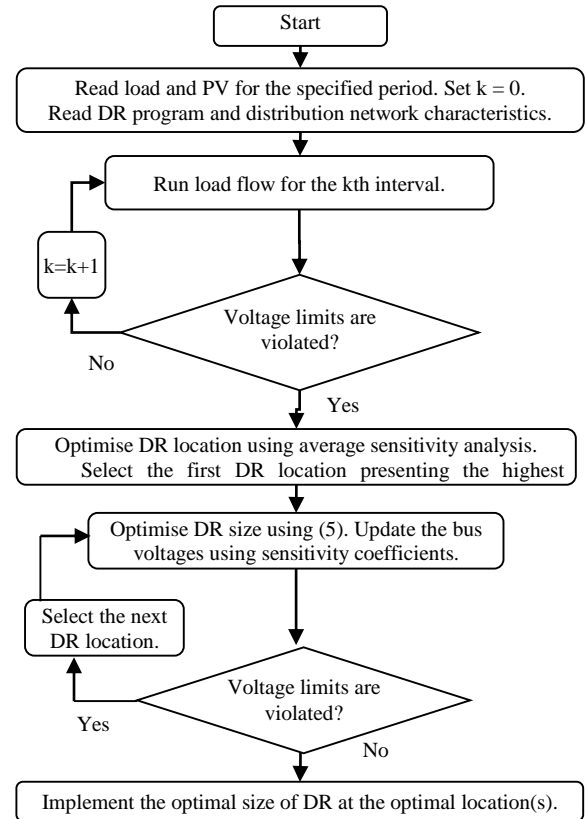 Start
Read load and PV for the specified period. Set k = 0.
Read DR program and distribution network characteristics.
Run load flow for the kth interval.
k=k+1
Voltage limits are
violated?
No
Yes
Optimise DR location using average sensitivity analysis.
Select the first DR location presenting the highest
Optimise DR size using (5). Update the bus
voltages using sensitivity coefficients.
Select the next
DR location.
Voltage limits are
violated?
Yes
No
Implement the optimal size of DR at the optimal location(s).